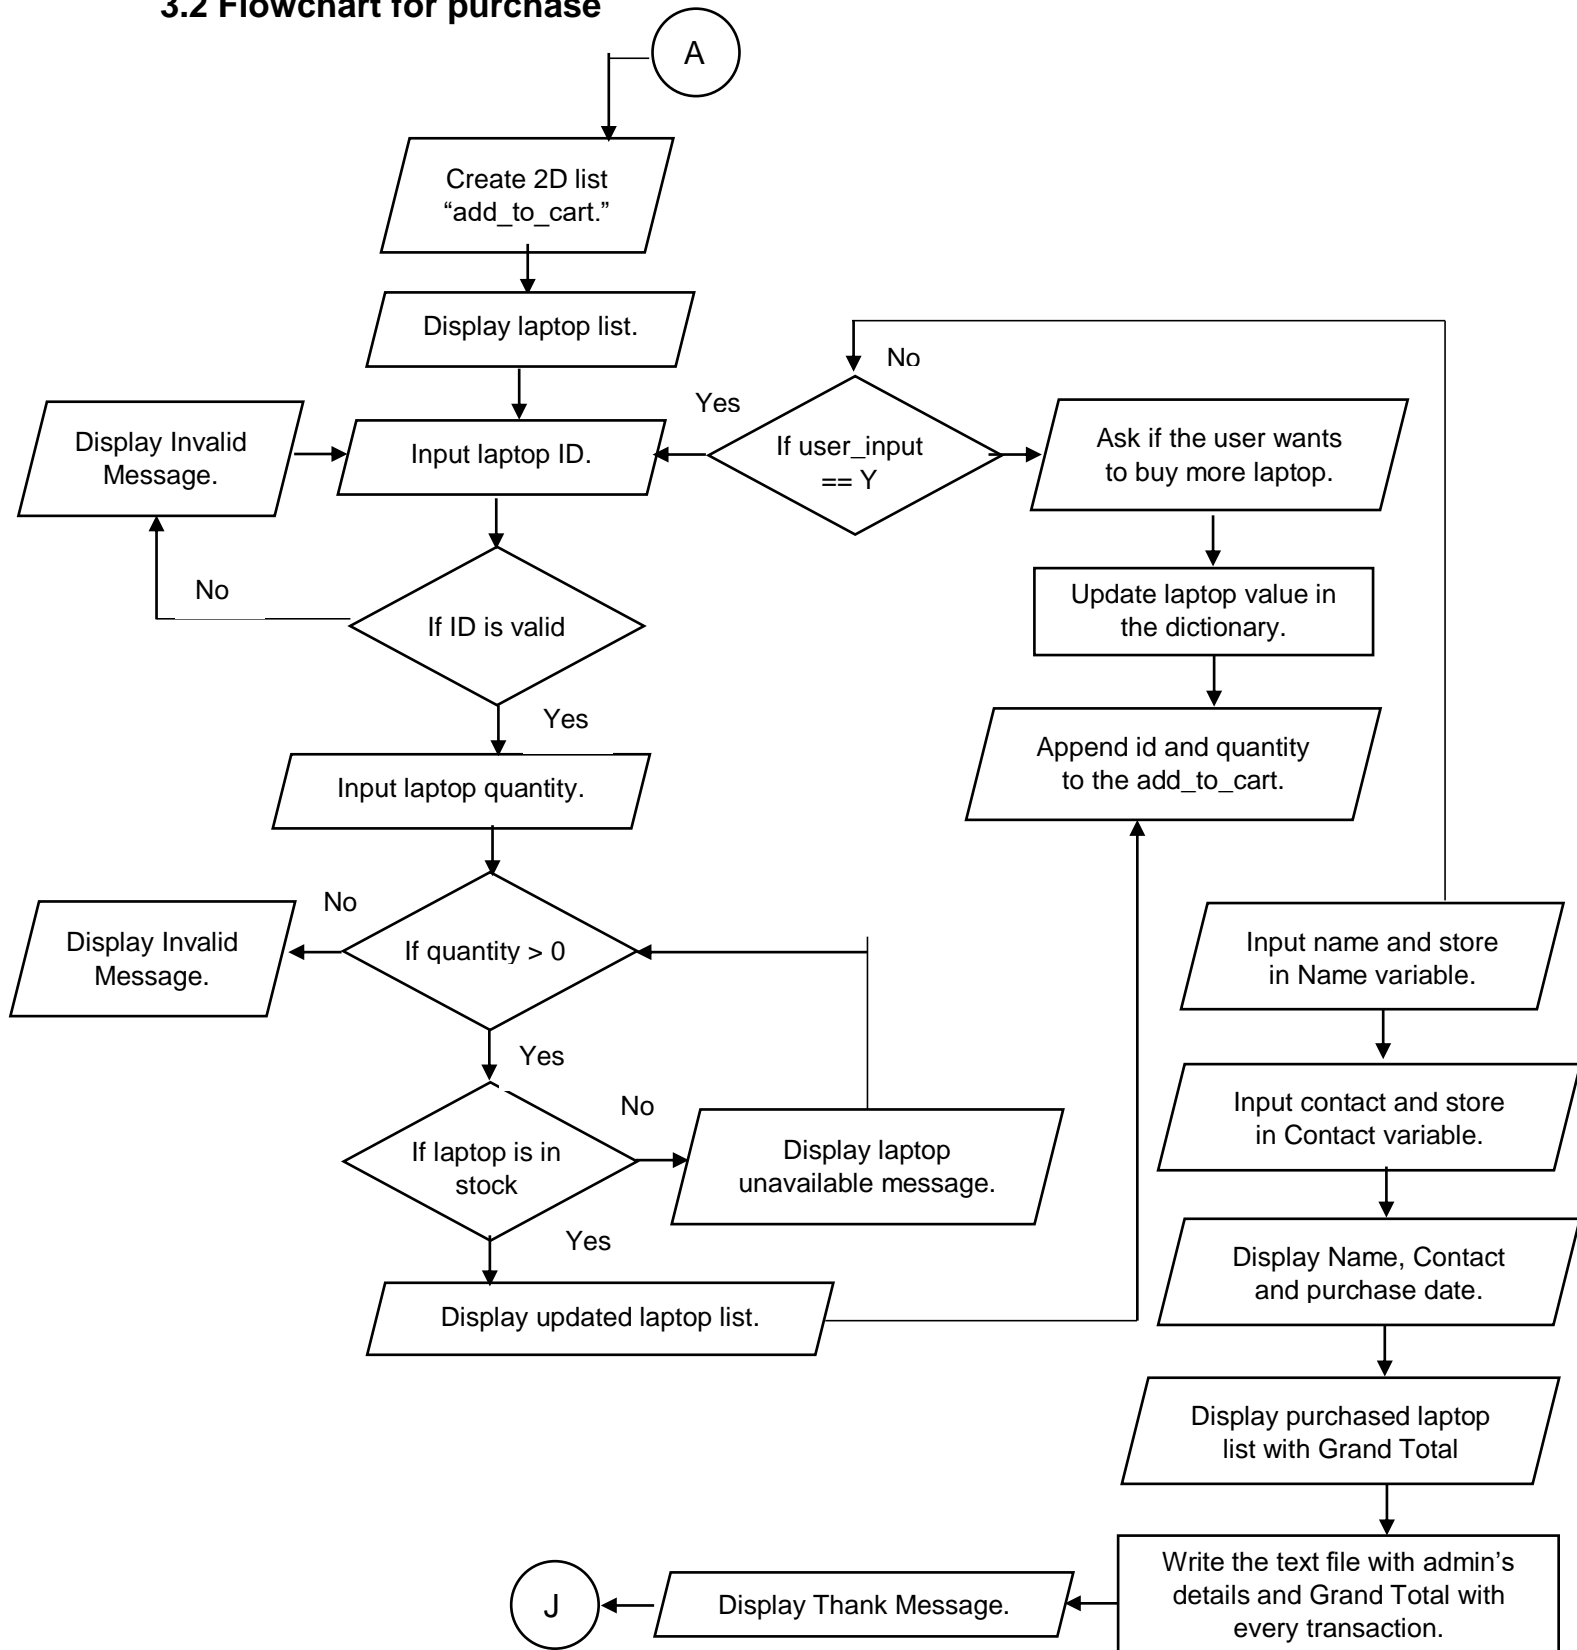 3.2 Flowchart for purchase
A
Create 2D list
“add_to_cart.”
Display laptop list.
No
Yes
Display Invalid
Message.
Input laptop ID.
If user_input
== Y
Ask if the user wants
to buy more laptop.
No
If ID is valid
Update laptop value in
the dictionary.
Yes
Append id and quantity
to the add_to_cart.
Input laptop quantity.
No
Display Invalid
Message.
If quantity > 0
Input name and store
in Name variable.
Yes
No
Input contact and store
in Contact variable.
If laptop is in
stock
Display laptop
unavailable message.
Yes
Display Name, Contact
and purchase date.
Display updated laptop list.
Display purchased laptop
list with Grand Total
Write the text file with admin’s
details and Grand Total with
every transaction.
Display Thank Message.
J